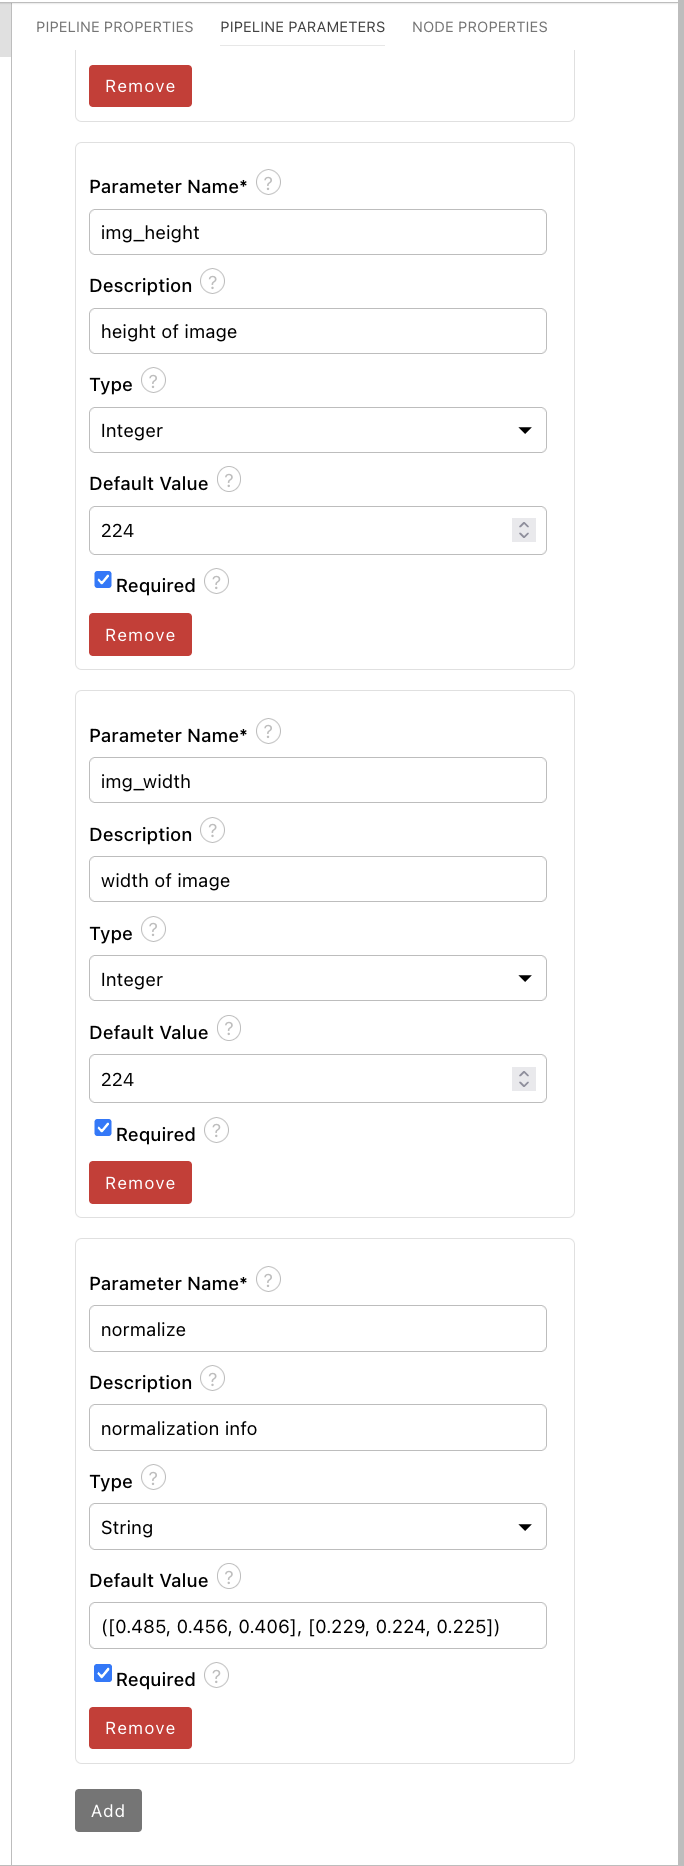 PIPELINE PROPERTIES PIPELINE PARAMETERS NODE PROPERTIES
Remove
Parameter Name* ?
img_height
Description ?
height of image
Type ?
Integer
Default Value ?
224
Required ?
Remove
Parameter Name* ?
img_width
Description ?
width of image
Type ?
Integer
Default Value ?
224
Required ?
Remove
Parameter Name* ?
normalize
Description ?
normalization info
Type ?
String
Default Value ?
([0.485, 0.456, 0.406], [0.229, 0.224, 0.225])
Required ?
Remove
Add